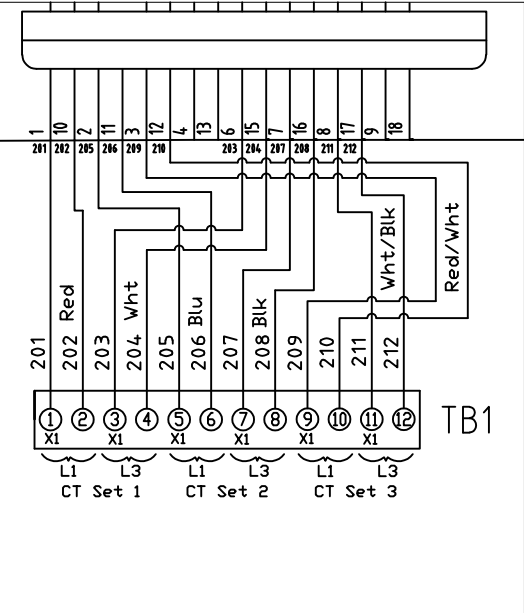 1 10 2 11 3 12 4 13 6 15 7 16 8 17 9 18
201 202 205 206 209 210 203 204 207 208 211 212
201 202 Red 203 Wht 204 205 206 Blu 207 208 Blk 209 210 211 Wht/Blk 212 Red/Wht
1 2 3 4 5 6 7 8 9 10 11 12 TB1
X1 X1 X1 X1 X1 X1
L1 L3 L1 L3 L1 L3
CT Set 1 CT Set 2 CT Set 3